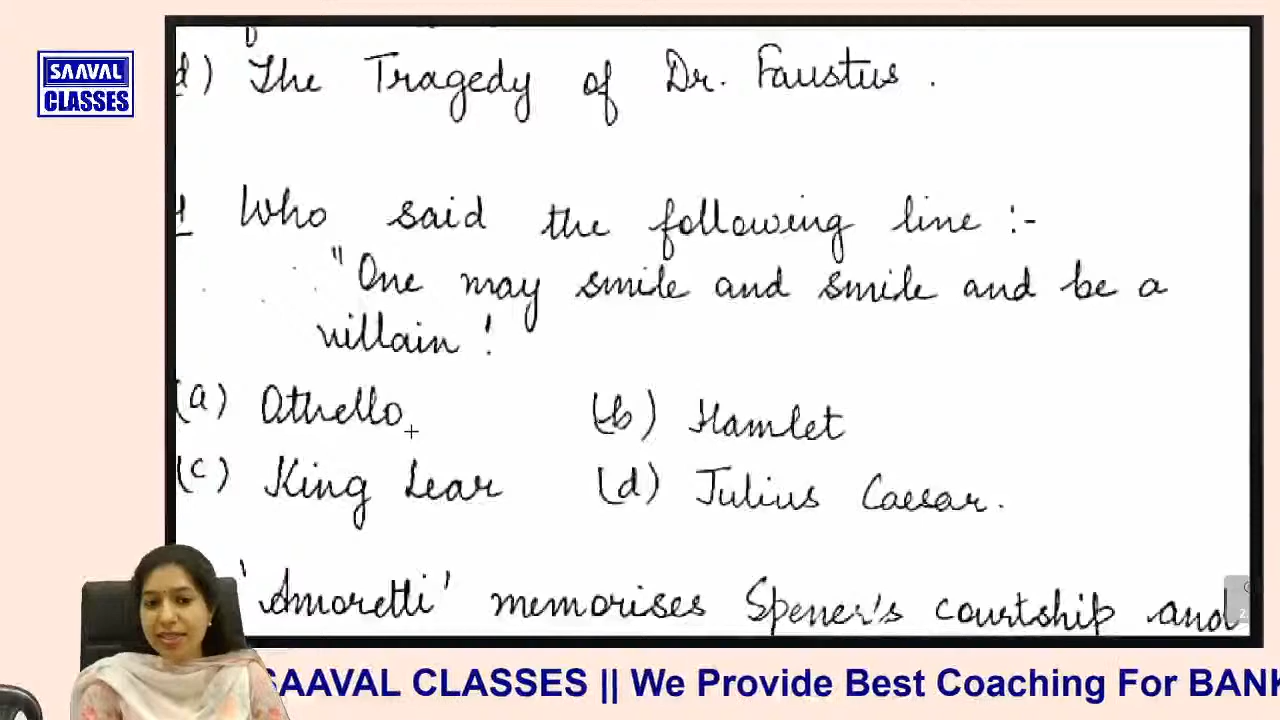 SAAVAL
CLASSES
d) The Tragedy of Dr. Faustus.
Who said the following line :-
"One may smile and smile and be a
villain!
(a) Othello (b) Hamlet
(c) King Lear (d) Julius Caesar.
'Amoretti' memorises Spener's courtship and
SAAVAL CLASSES || We Provide Best Coaching For BANK